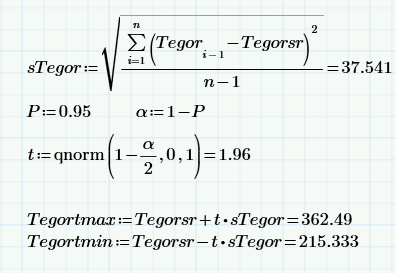 sTegor := √( ∑_{i=1}^{n} (Tegor_{i−1} − Tegorsr)^2 / (n−1) ) = 37.541
P := 0.95 α := 1−P
t := qnorm(1 − α/2, 0, 1) = 1.96
Tegortmax := Tegorsr + t • sTegor = 362.49
Tegortmin := Tegorsr − t • sTegor = 215.333